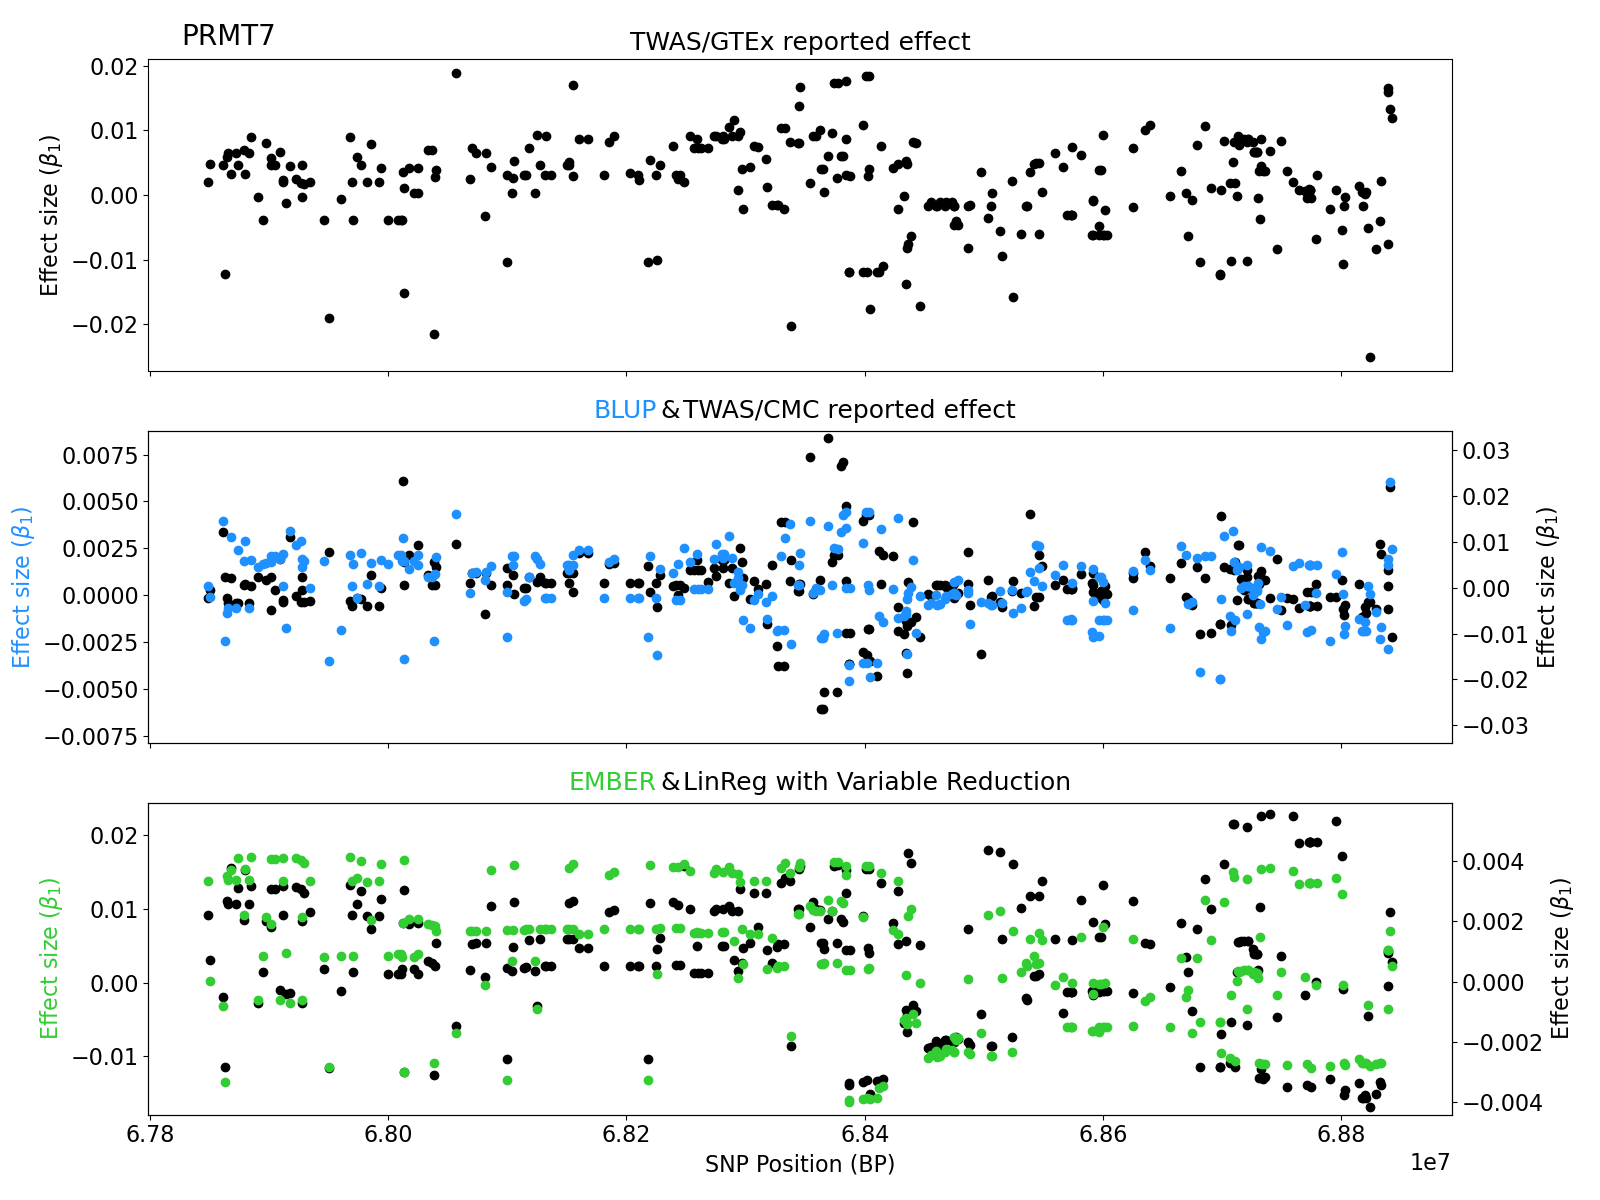 PRMT7
TWAS/GTEx reported effect
0.02
0.01
0.00
−0.01
−0.02
Effect size (β₁)
BLUP & TWAS/CMC reported effect
0.0075
0.0050
0.0025
0.0000
−0.0025
−0.0050
−0.0075
Effect size (β₁)
0.03
0.02
0.01
0.00
−0.01
−0.02
−0.03
Effect size (β₁)
EMBER & LinReg with Variable Reduction
0.02
0.01
0.00
−0.01
Effect size (β₁)
0.004
0.002
0.000
−0.002
−0.004
Effect size (β₁)
6.78 6.80 6.82 6.84 6.86 6.88
SNP Position (BP)
1e7